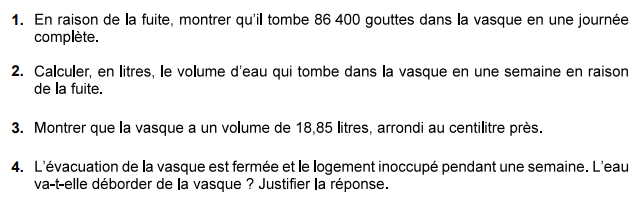 1. En raison de la fuite, montrer qu'il tombe 86 400 gouttes dans la vasque en une journée
complète.
2. Calculer, en litres, le volume d'eau qui tombe dans la vasque en une semaine en raison
de la fuite.
3. Montrer que la vasque a un volume de 18,85 litres, arrondi au centilitre près.
4. L'évacuation de la vasque est fermée et le logement inoccupé pendant une semaine. L'eau
va-t-elle déborder de la vasque ? Justifier la réponse.